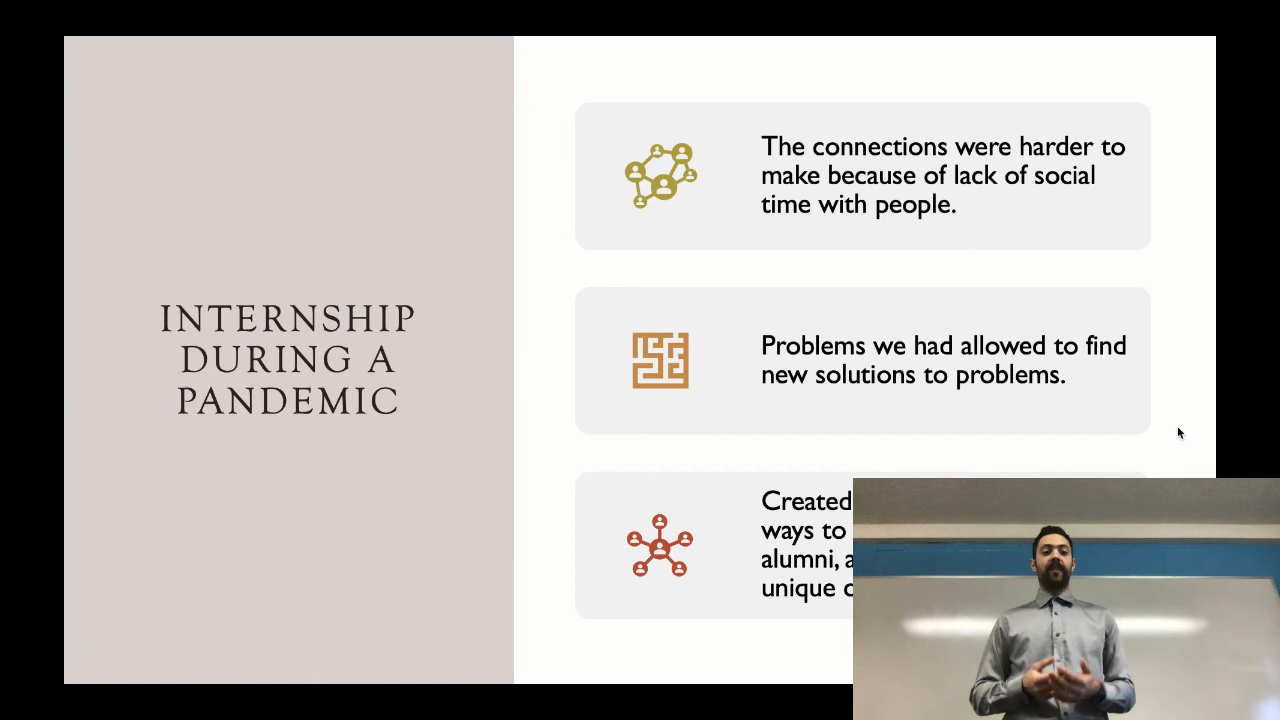 INTERNSHIP
DURING A
PANDEMIC
The connections were harder to
make because of lack of social
time with people.
Problems we had allowed to find
new solutions to problems.
Created
ways to
alumni,
unique